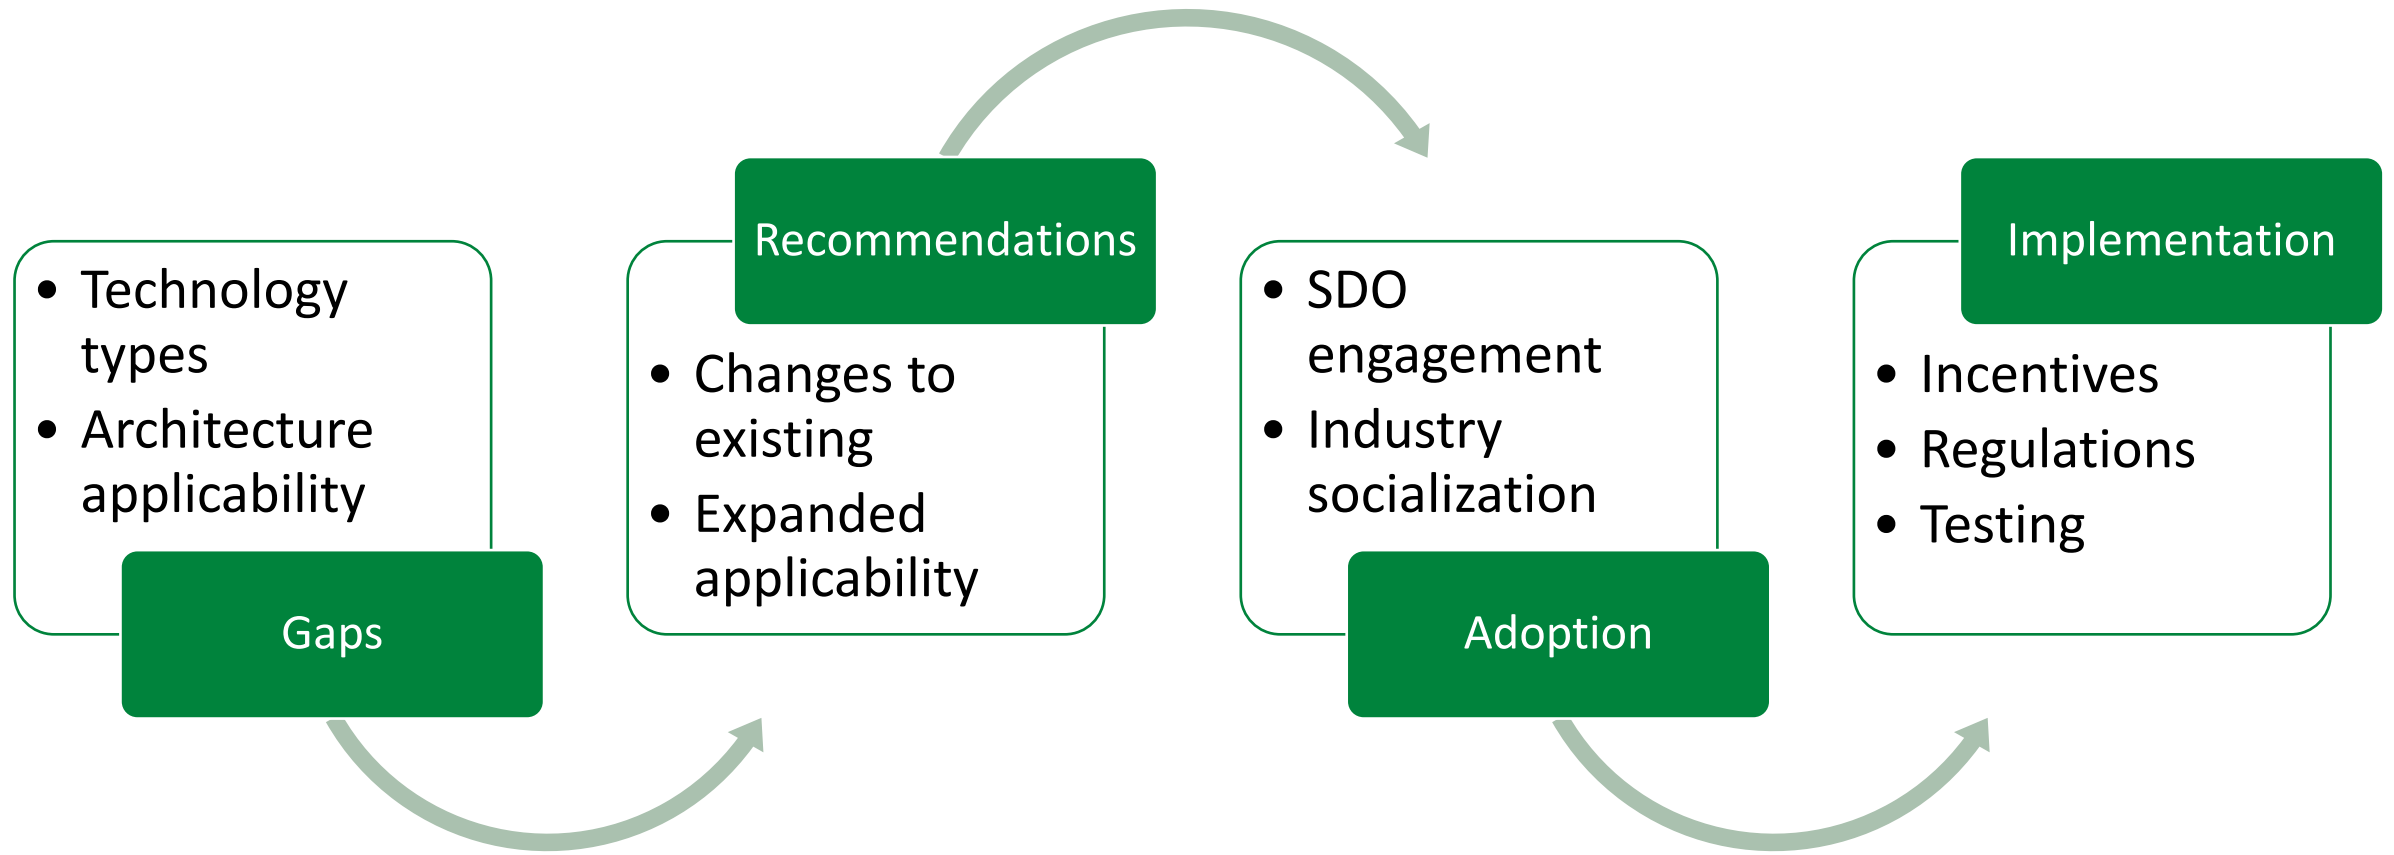 • Technology
types
• Architecture
applicability
Gaps
Recommendations
• Changes to
existing
• Expanded
applicability
• SDO
engagement
• Industry
socialization
Adoption
Implementation
• Incentives
• Regulations
• Testing